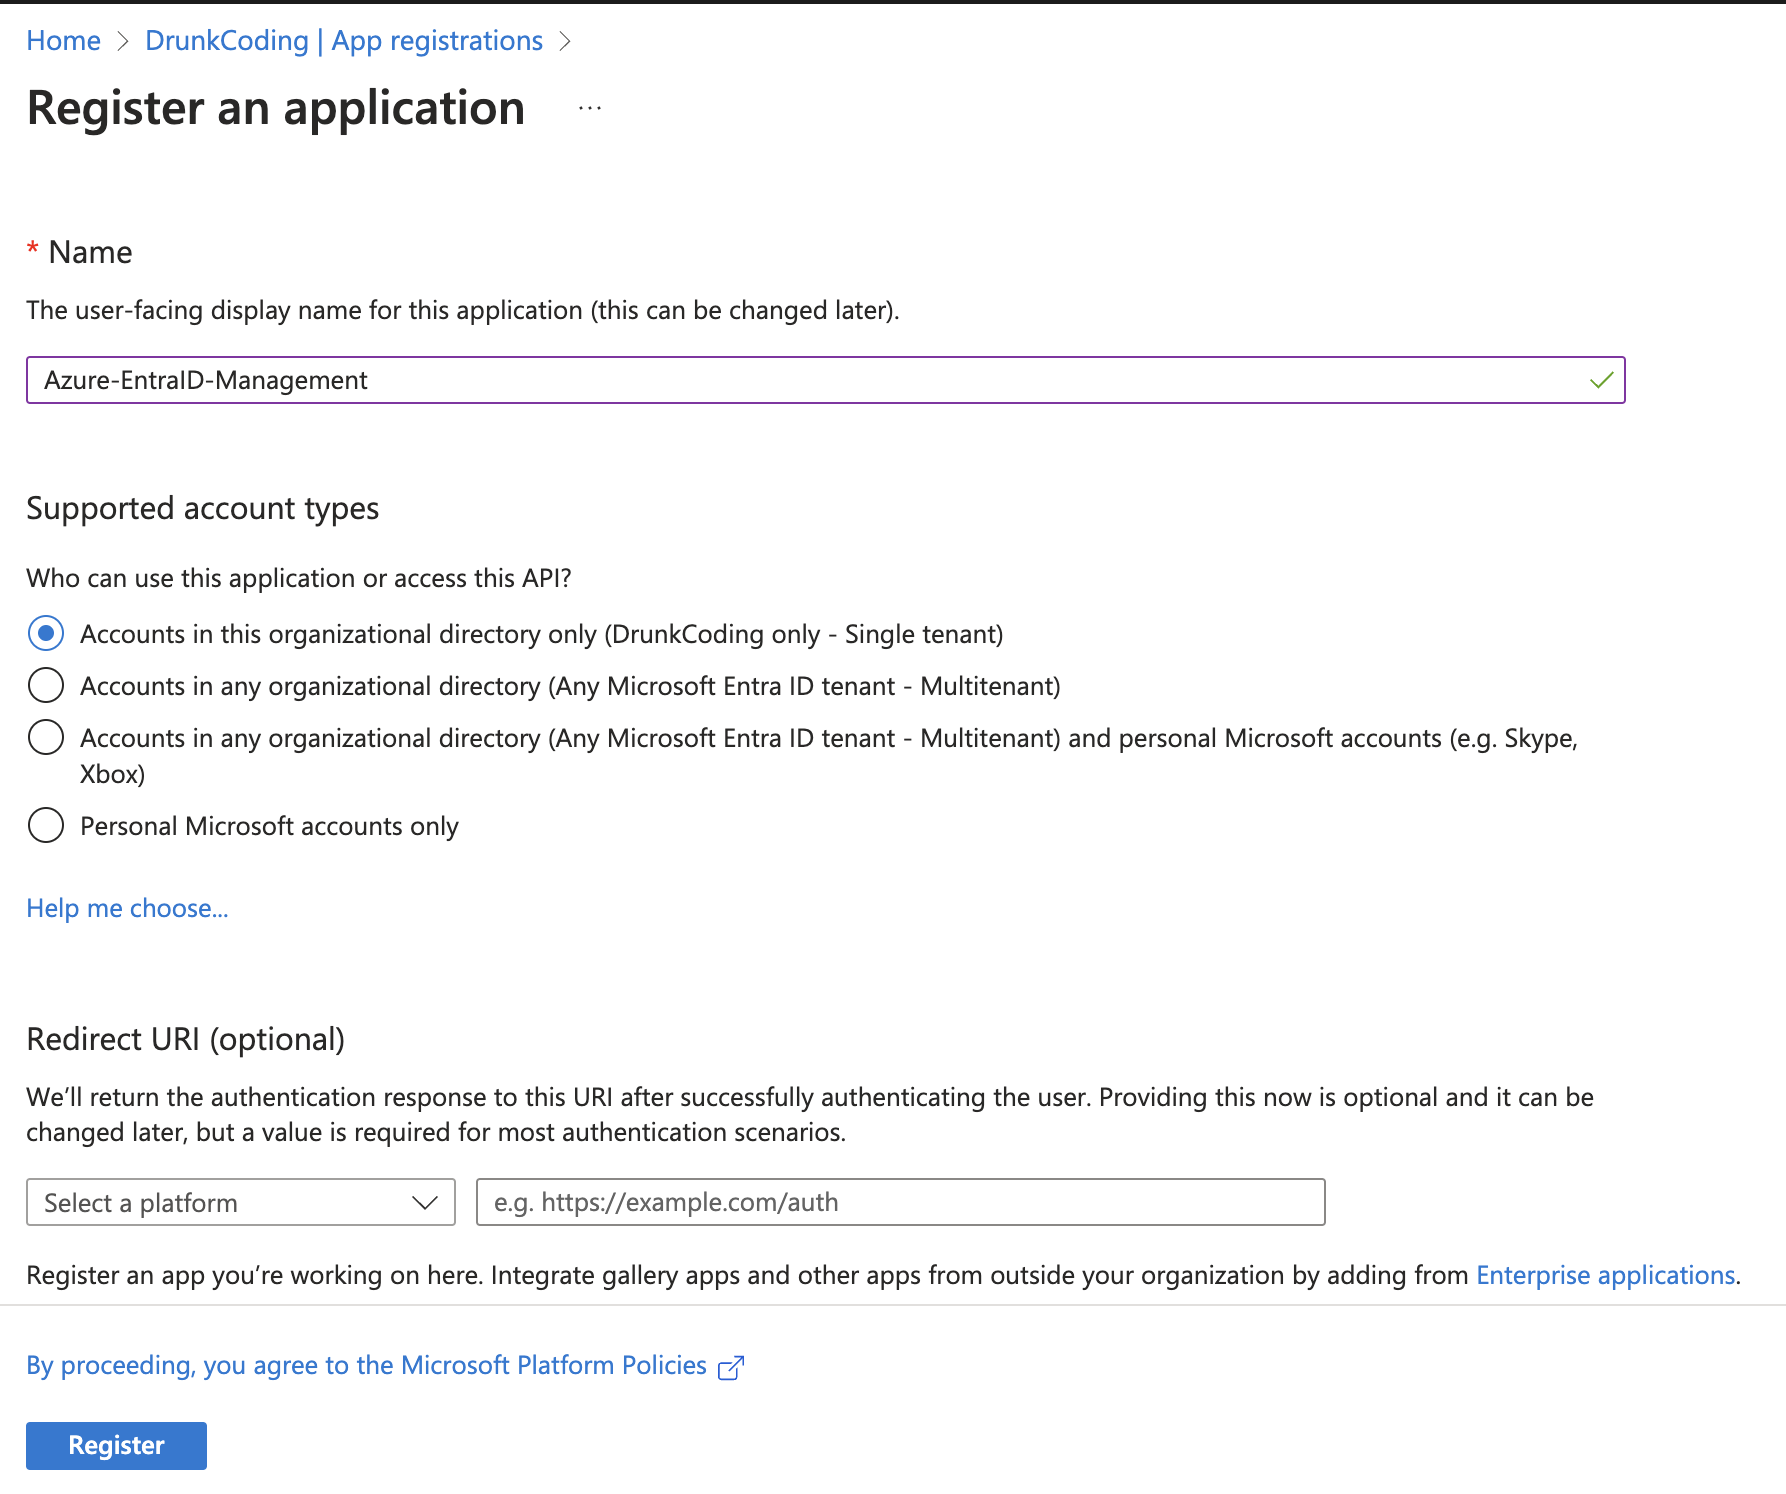 Home > DrunkCoding | App registrations >
Register an application ...
* Name
The user-facing display name for this application (this can be changed later).
Azure-EntraID-Management
Supported account types
Who can use this application or access this API?
Accounts in this organizational directory only (DrunkCoding only - Single tenant)
Accounts in any organizational directory (Any Microsoft Entra ID tenant - Multitenant)
Accounts in any organizational directory (Any Microsoft Entra ID tenant - Multitenant) and personal Microsoft accounts (e.g. Skype,
Xbox)
Personal Microsoft accounts only
Help me choose...
Redirect URI (optional)
We’ll return the authentication response to this URI after successfully authenticating the user. Providing this now is optional and it can be
changed later, but a value is required for most authentication scenarios.
Select a platform
e.g. https://example.com/auth
Register an app you’re working on here. Integrate gallery apps and other apps from outside your organization by adding from Enterprise applications.
By proceeding, you agree to the Microsoft Platform Policies
Register